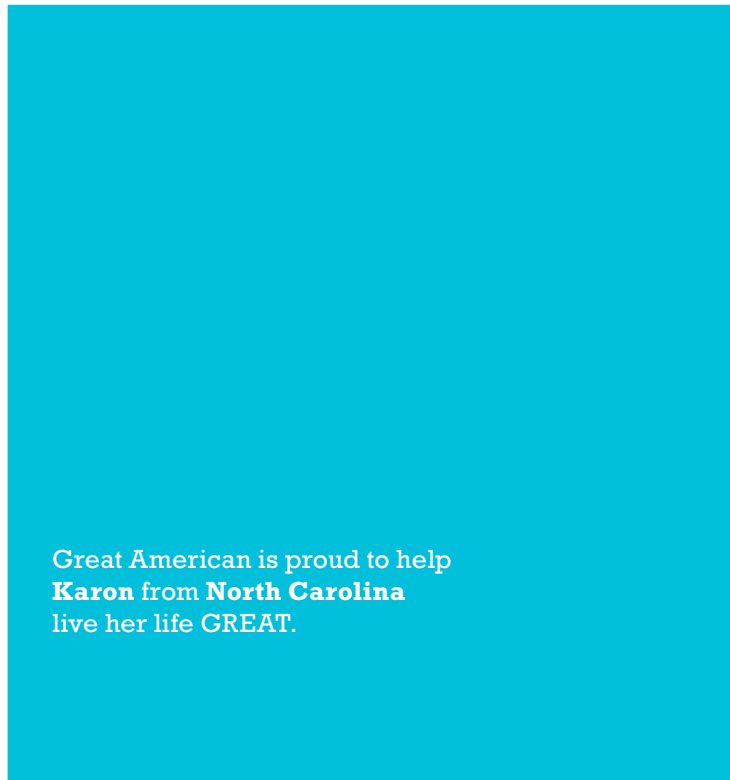 Great American is proud to help
Karon from North Carolina
live her life GREAT.